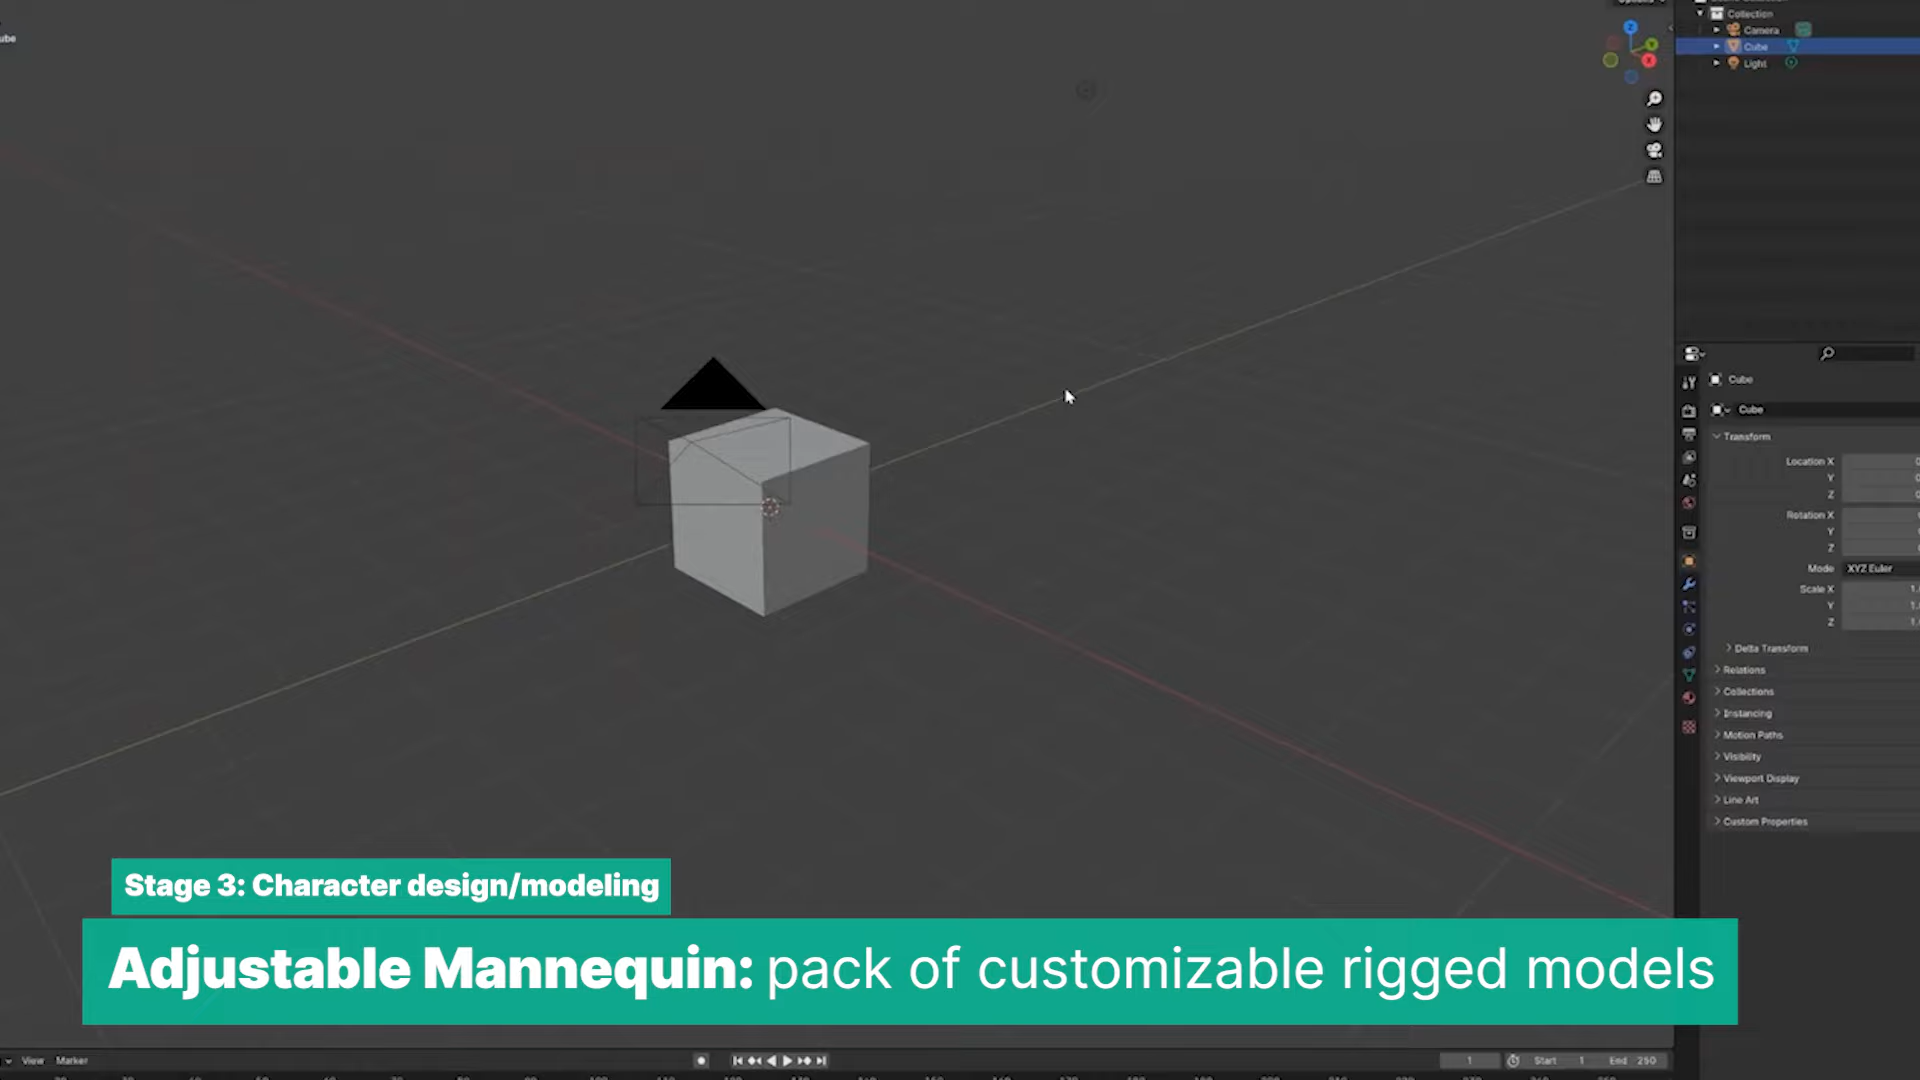 Collection
Camera
Cube
Light
Z
Y
X
Cube
Cube
Transform
Location X
Y
Z
Rotation X
Y
Z
Mode XYZ Euler
Scale X
Y
Z
Delta Transform
Relations
Collections
Instancing
Motion Paths
Visibility
Viewport Display
Line Art
Custom Properties
Stage 3: Character design/modeling
Adjustable Mannequin: pack of customizable rigged models
View Marker
1 Start 1 End 250